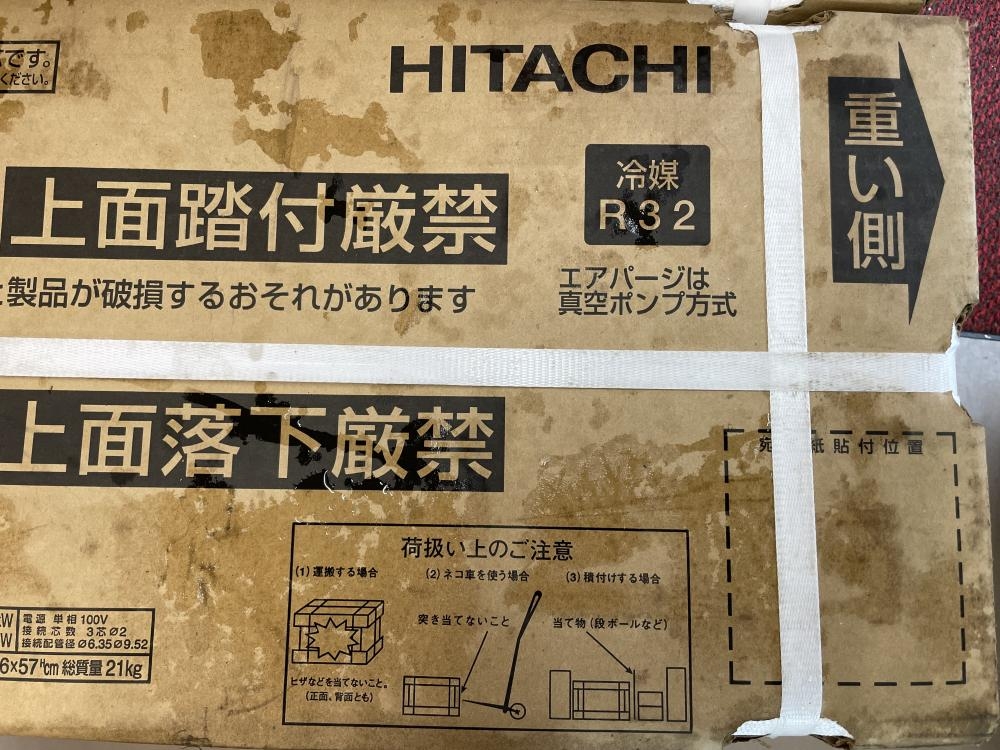 です。
ください。
HITACHI
重い側
冷媒
R32
上面踏付厳禁
製品が破損するおそれがあります
エアパージは
真空ポンプ方式
上面落下厳禁
宛 紙貼付位置
荷扱い上のご注意
(1)運搬する場合
(2)ネコ車を使う場合
(3)積付けする場合
突き当てないこと
当て物(段ボールなど)
ヒザなどを当てないこと。
(正面、背面とも)
W 電源 単相100V
接続芯数 3芯Ø2
W 接続配管径 Ø6.35Ø9.52
6×57ᴴcm 総質量 21kg